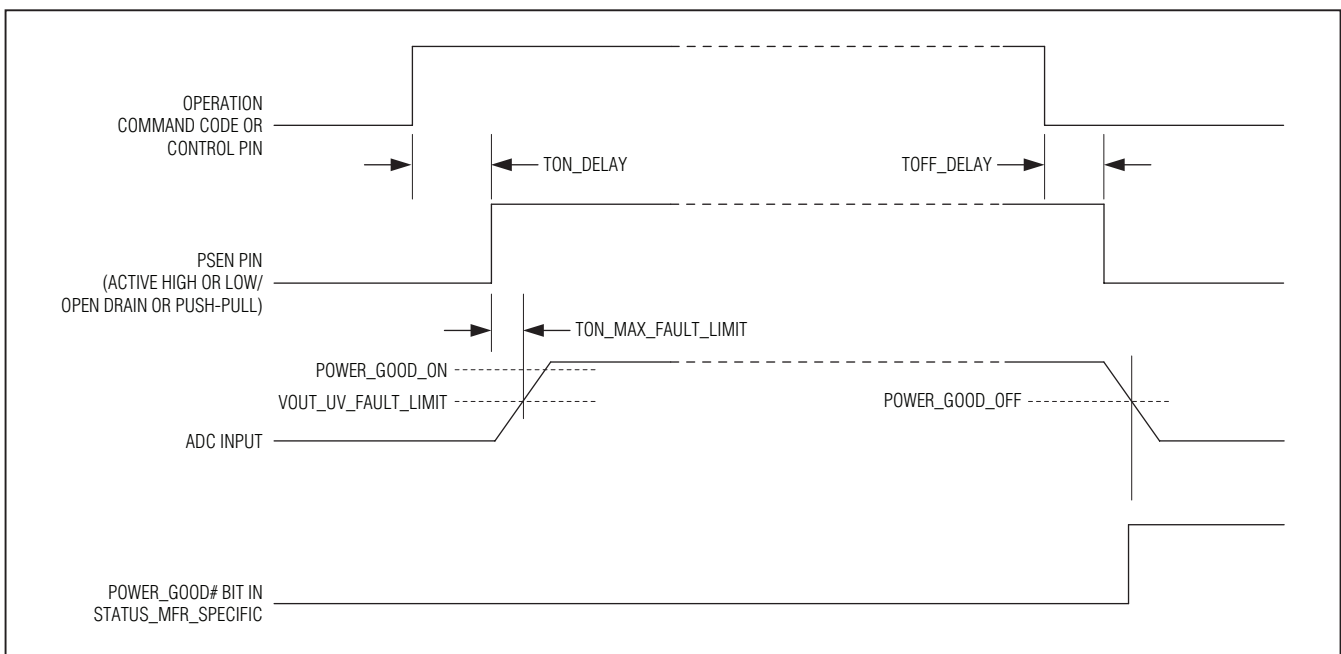 OPERATION
COMMAND CODE OR
CONTROL PIN
TON_DELAY
TOFF_DELAY
PSEN PIN
(ACTIVE HIGH OR LOW/
OPEN DRAIN OR PUSH-PULL)
TON_MAX_FAULT_LIMIT
POWER_GOOD_ON
VOUT_UV_FAULT_LIMIT
POWER_GOOD_OFF
ADC INPUT
POWER_GOOD# BIT IN
STATUS_MFR_SPECIFIC